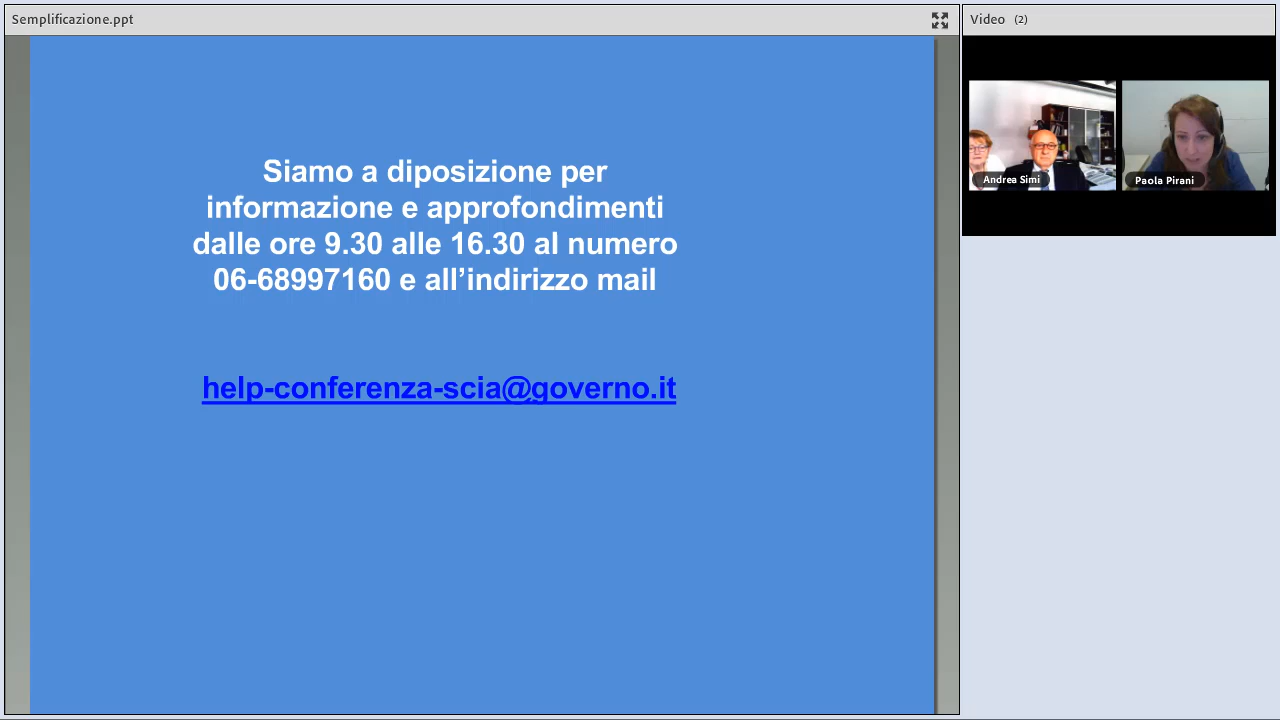 Semplificazione.ppt
Video (2)
Andrea Simi
Paola Pirani
Siamo a diposizione per
informazione e approfondimenti
dalle ore 9.30 alle 16.30 al numero
06-68997160 e all’indirizzo mail
help-conferenza-scia@governo.it